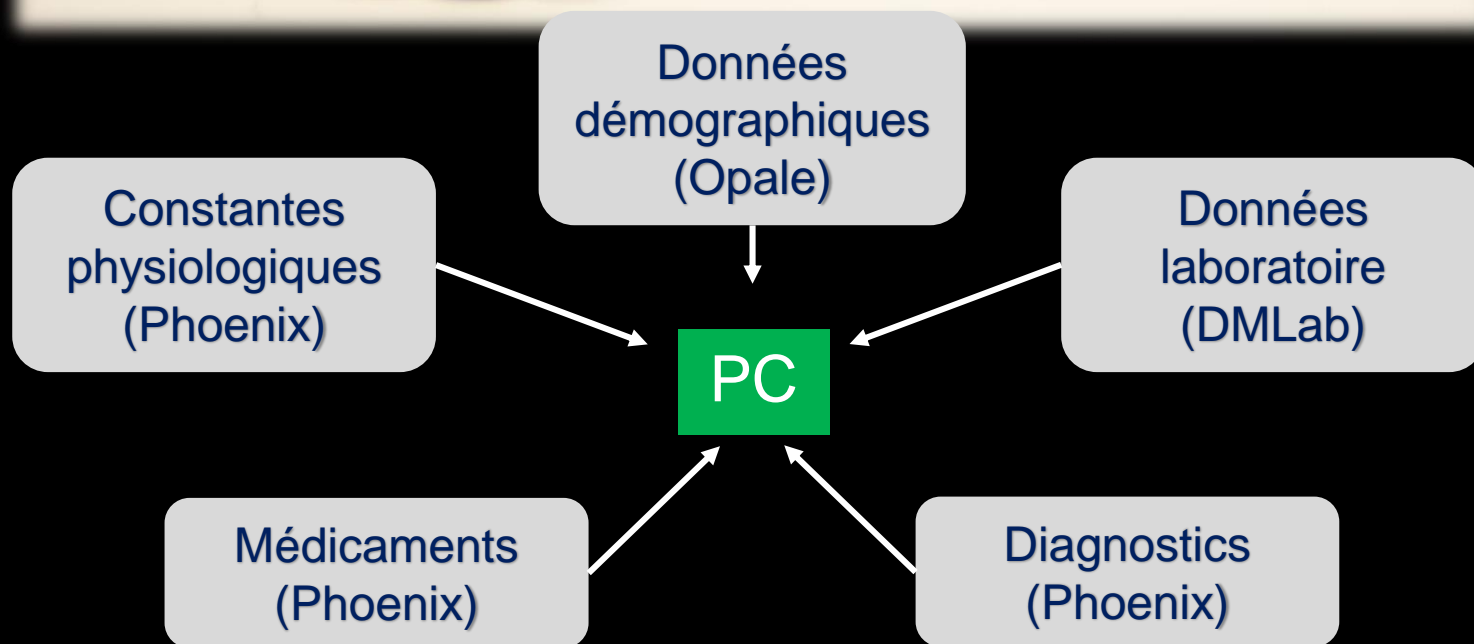 Données
démographiques
(Opale)
Constantes
physiologiques
(Phoenix)
Données
laboratoire
(DMLab)
PC
Médicaments
(Phoenix)
Diagnostics
(Phoenix)